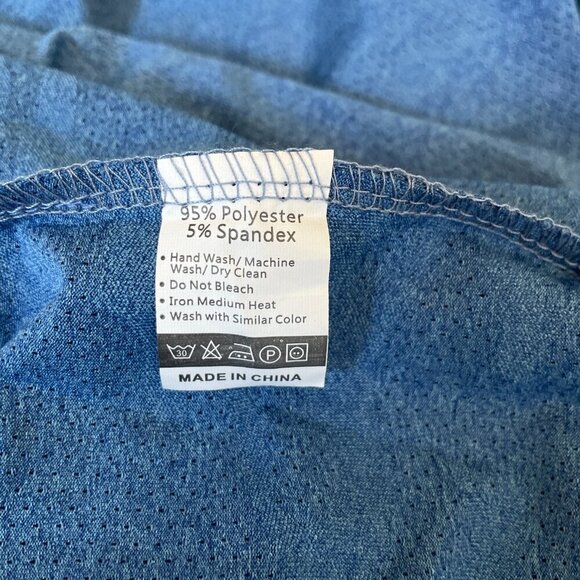 95% Polyester
5% Spandex
• Hand Wash/ Machine
Wash/ Dry Clean
• Do Not Bleach
• Iron Medium Heat
• Wash with Similar Color
30 P
MADE IN CHINA